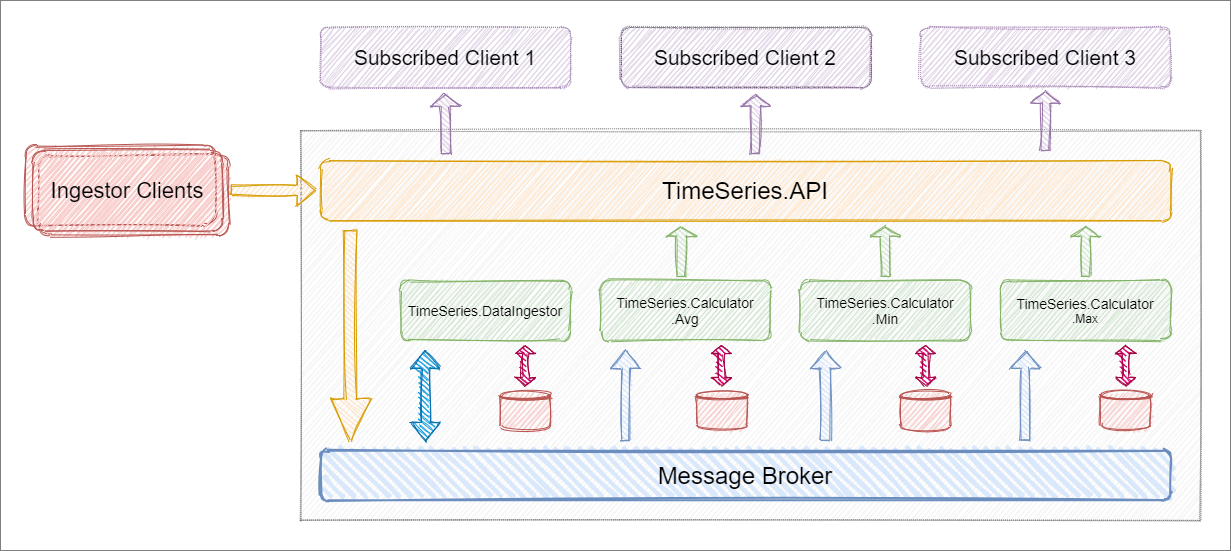 Subscribed Client 1
Subscribed Client 2
Subscribed Client 3
Ingestor Clients
TimeSeries.API
TimeSeries.DataIngestor
TimeSeries.Calculator
.Avg
TimeSeries.Calculator
.Min
TimeSeries.Calculator
.Max
Message Broker